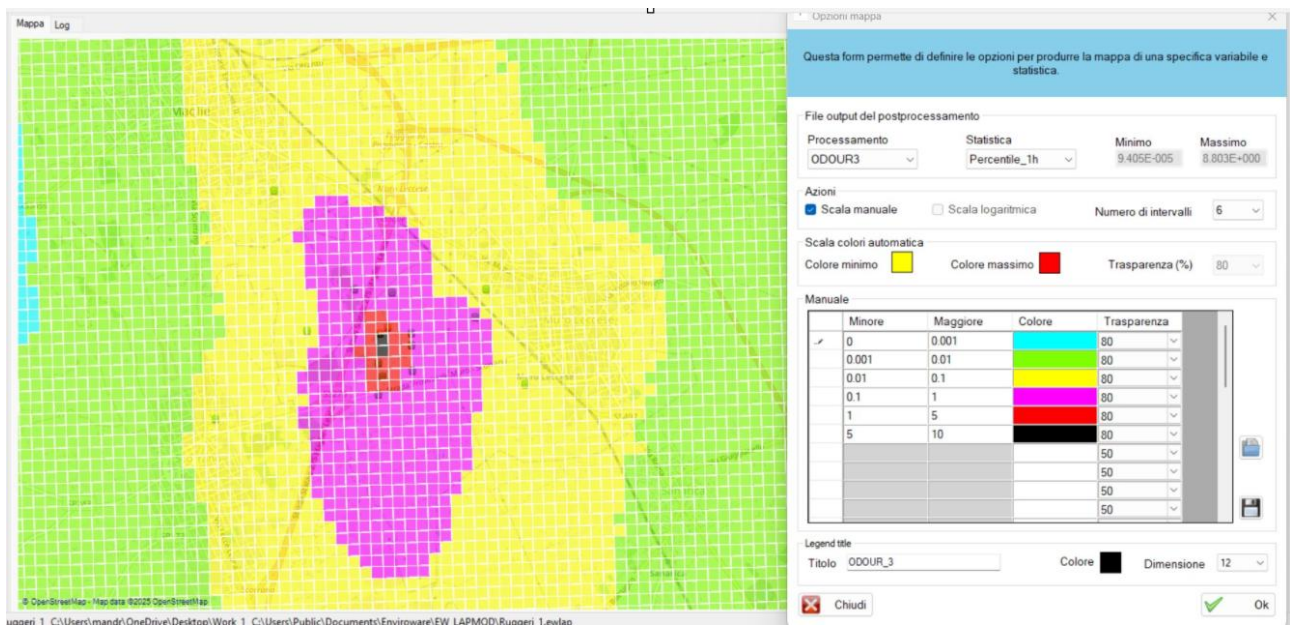 Mappa Log
Opzioni mappa
Questa form permette di definire le opzioni per produrre la mappa di una specifica variabile e
statistica.
File output del postprocessamento
Processamento Statistica Minimo Massimo
ODOUR3 Percentile_1h 9.405E-005 8.803E+000
Azioni
Scala manuale Scala logaritmica Numero di intervalli 6
Scala colori automatica
Colore minimo Colore massimo Trasparenza (%) 80
Manuale
Minore Maggiore Colore Trasparenza
0 0.001 80
0.001 0.01 80
0.01 0.1 80
0.1 1 80
1 5 80
5 10 80
50
50
50
50
Legend title
Titolo ODOUR_3 Colore Dimensione 12
Chiudi Ok
Maglie
© OpenStreetMap - Map data ©2025 OpenStreetMap
uggeri_1 C:\Users\mandr\OneDrive\Desktop\Work_1 C:\Users\Public\Documents\Enviroware\EW_LAPMOD\Ruggeri_1.ewlap